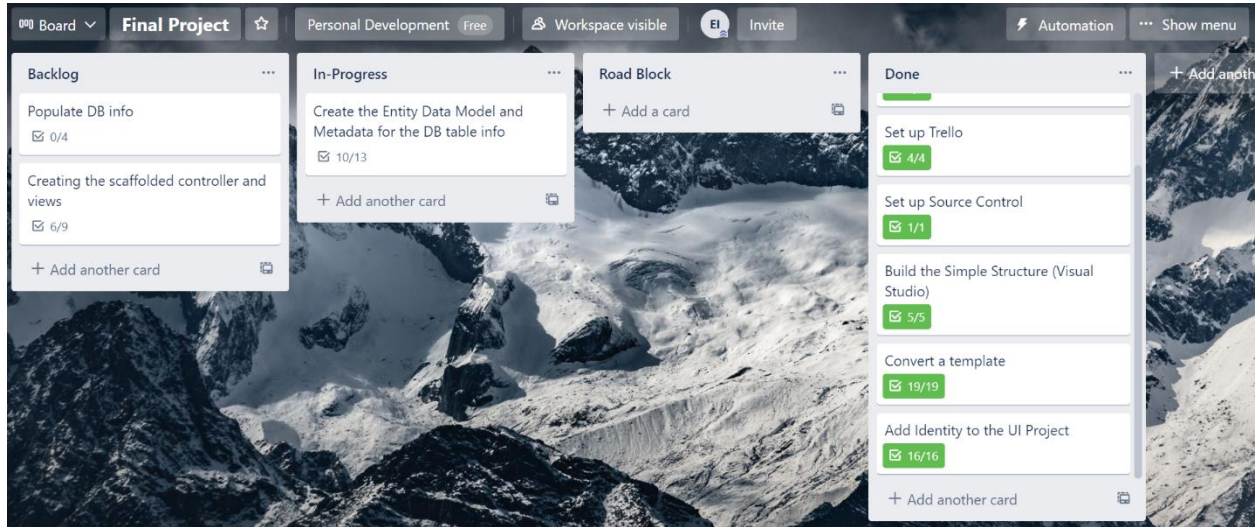 Board
Final Project
Personal Development Free
Workspace visible
EI
Invite
Automation
··· Show menu
Backlog
Populate DB info
0/4
Creating the scaffolded controller and
views
6/9
+ Add another card
In-Progress
Create the Entity Data Model and
Metadata for the DB table info
10/13
+ Add another card
Road Block
+ Add a card
Done
Set up Trello
4/4
Set up Source Control
1/1
Build the Simple Structure (Visual
Studio)
5/5
Convert a template
19/19
Add Identity to the UI Project
16/16
+ Add another card
+ Add anoth